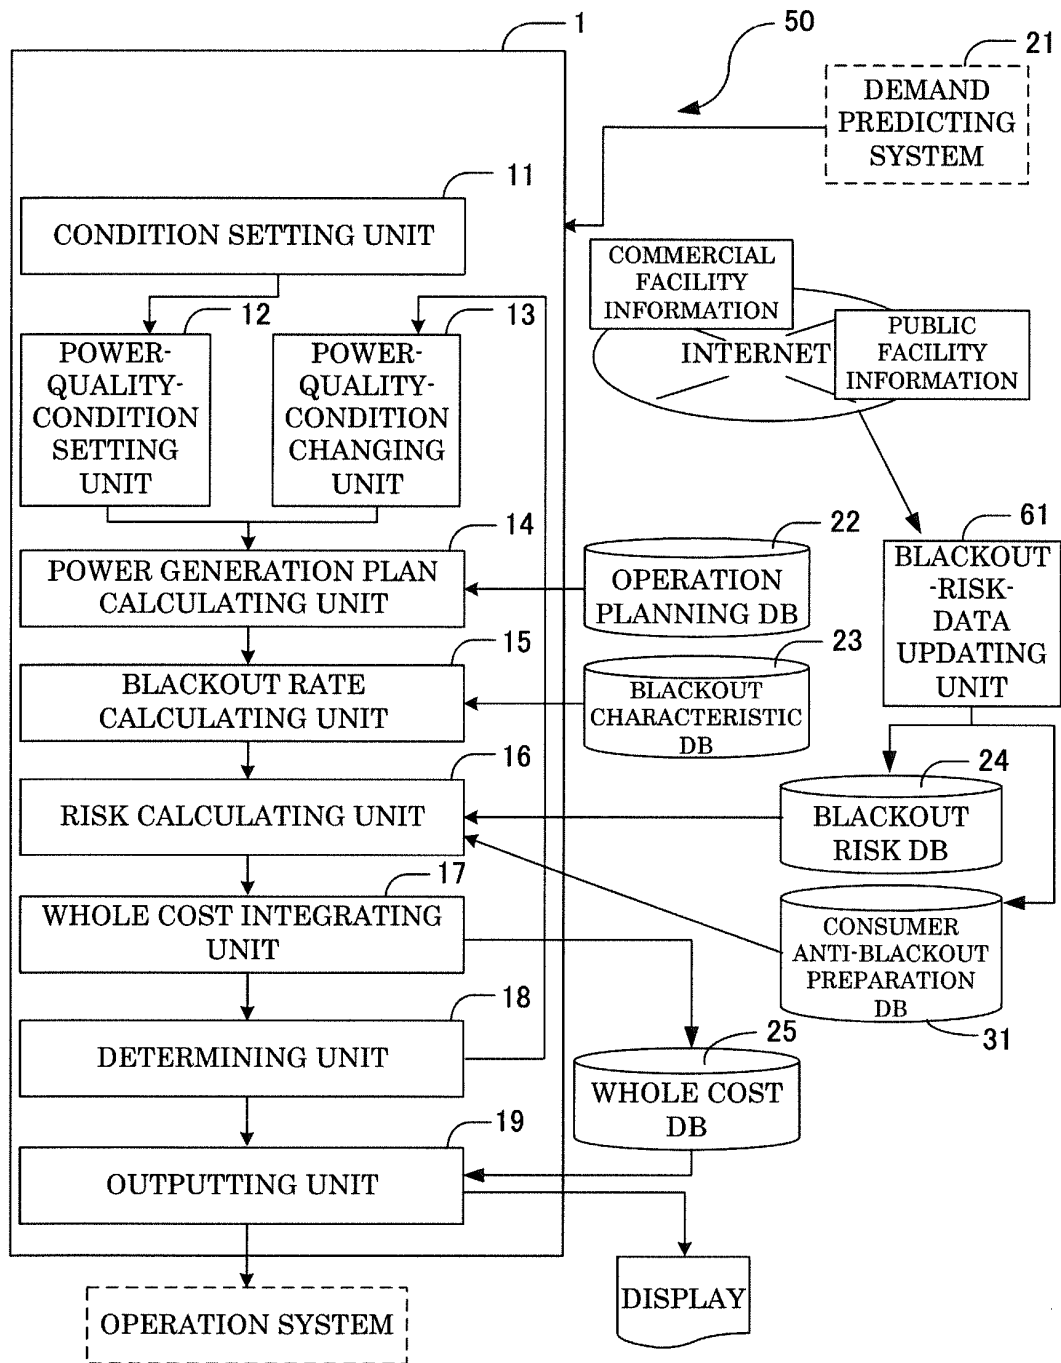 1
50
21
DEMAND
PREDICTING
SYSTEM
11
CONDITION SETTING UNIT
COMMERCIAL
FACILITY
INFORMATION
INTERNET
PUBLIC
FACILITY
INFORMATION
12
POWER-
QUALITY-
CONDITION
SETTING
UNIT
13
POWER-
QUALITY-
CONDITION
CHANGING
UNIT
14
POWER GENERATION PLAN
CALCULATING UNIT
22
OPERATION
PLANNING DB
61
BLACKOUT
-RISK-
DATA
UPDATING
UNIT
15
BLACKOUT RATE
CALCULATING UNIT
23
BLACKOUT
CHARACTERISTIC
DB
16
RISK CALCULATING UNIT
24
BLACKOUT
RISK DB
17
WHOLE COST INTEGRATING
UNIT
CONSUMER
ANTI-BLACKOUT
PREPARATION
DB
31
18
DETERMINING UNIT
25
WHOLE COST
DB
19
OUTPUTTING UNIT
OPERATION SYSTEM
DISPLAY